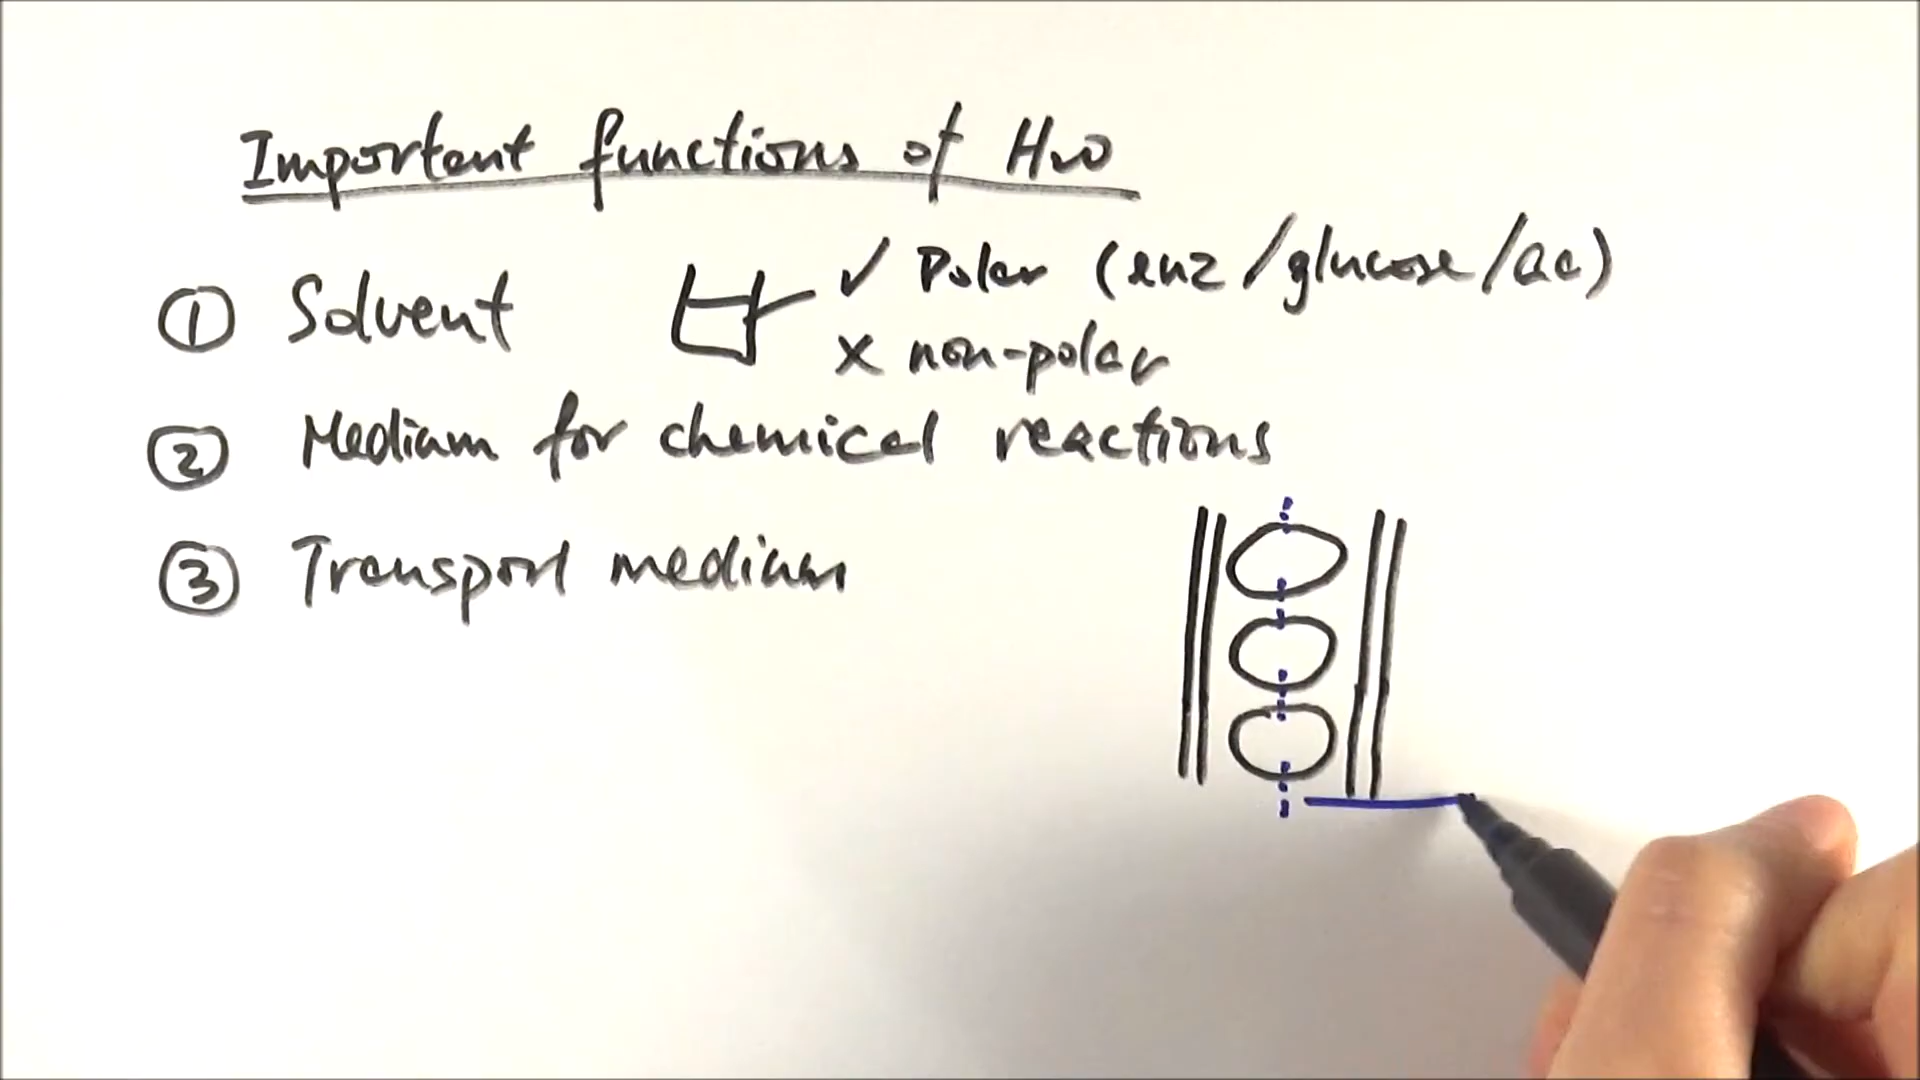 Important functions of H2O
① Solvent ✓ Polar (enz/glucose/aa)
x non-polar
② Medium for chemical reactions
③ Transport medium